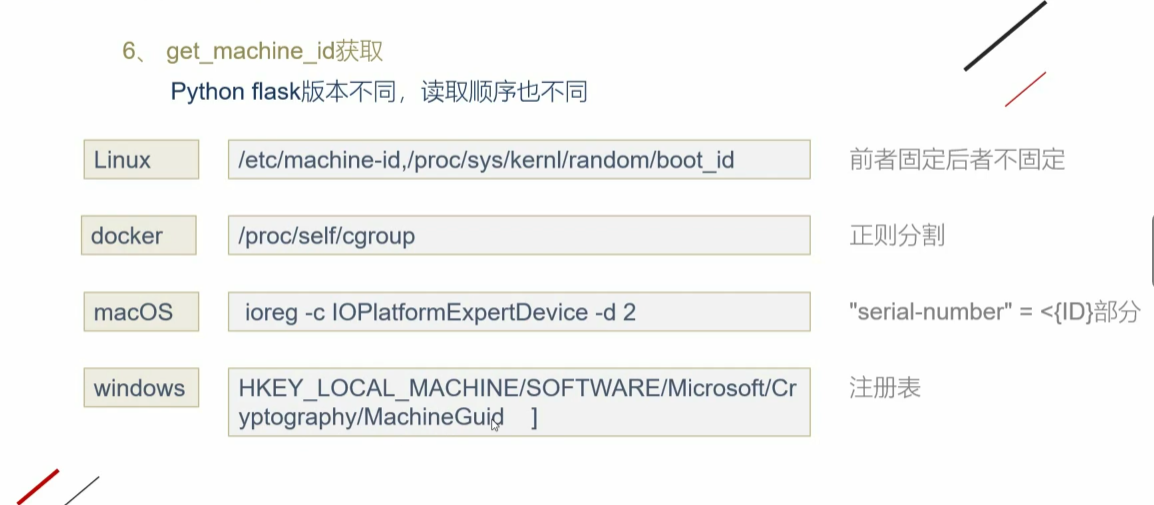 6、 get_machine_id获取
Python flask版本不同，读取顺序也不同
Linux /etc/machine-id,/proc/sys/kernl/random/boot_id 前者固定后者不固定
docker /proc/self/cgroup 正则分割
macOS ioreg -c IOPlatformExpertDevice -d 2 "serial-number" = <{ID}部分
windows HKEY_LOCAL_MACHINE/SOFTWARE/Microsoft/Cr 注册表
yptography/MachineGuid ]